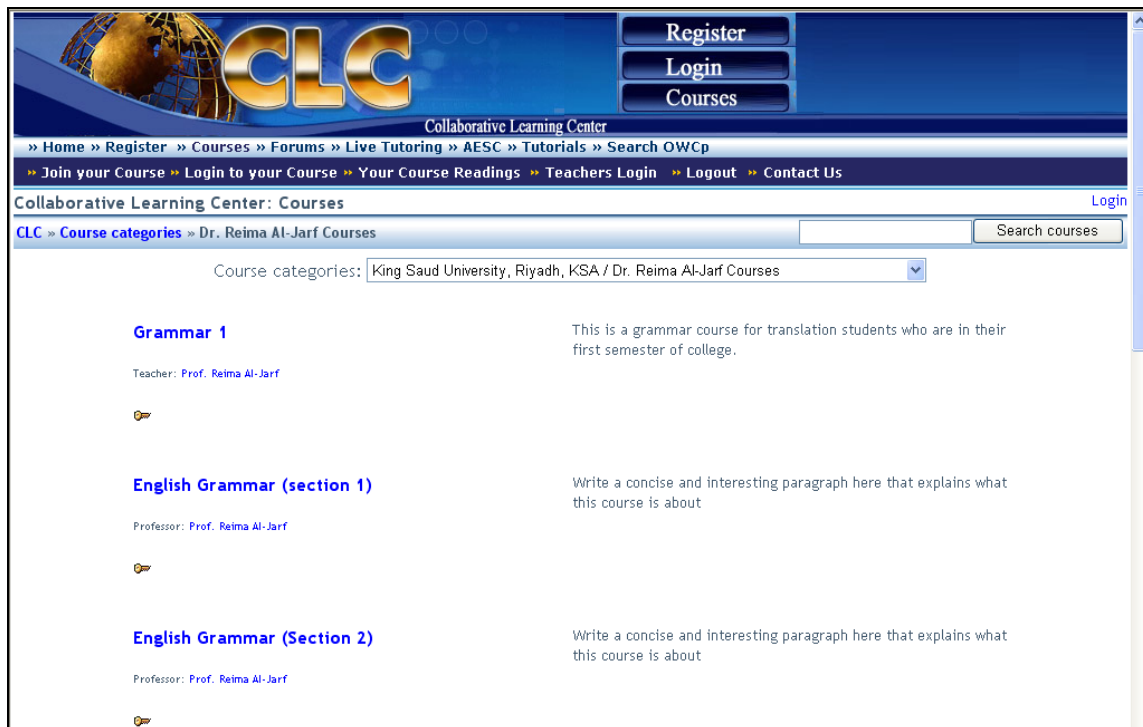 CLC
Register
Login
Courses
Collaborative Learning Center
» Home » Register » Courses » Forums » Live Tutoring » AESC » Tutorials » Search OWCp
» Join your Course » Login to your Course » Your Course Readings » Teachers Login » Logout » Contact Us
Collaborative Learning Center: Courses Login
CLC » Course categories » Dr. Reima Al-Jarf Courses Search courses
Course categories: King Saud University, Riyadh, KSA / Dr. Reima Al-Jarf Courses
Grammar 1
This is a grammar course for translation students who are in their
first semester of college.
Teacher: Prof. Reima Al-Jarf
English Grammar (section 1)
Write a concise and interesting paragraph here that explains what
this course is about
Professor: Prof. Reima Al-Jarf
English Grammar (Section 2)
Write a concise and interesting paragraph here that explains what
this course is about
Professor: Prof. Reima Al-Jarf